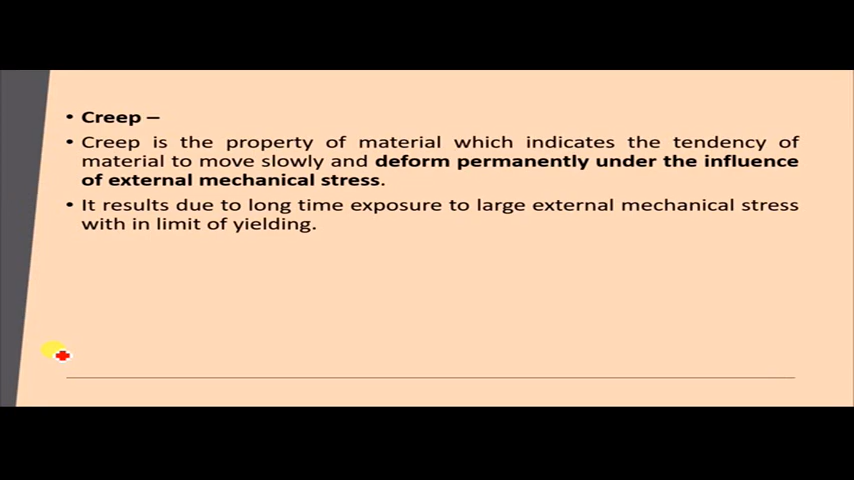 • Creep –
• Creep is the property of material which indicates the tendency of
material to move slowly and deform permanently under the influence
of external mechanical stress.
• It results due to long time exposure to large external mechanical stress
with in limit of yielding.